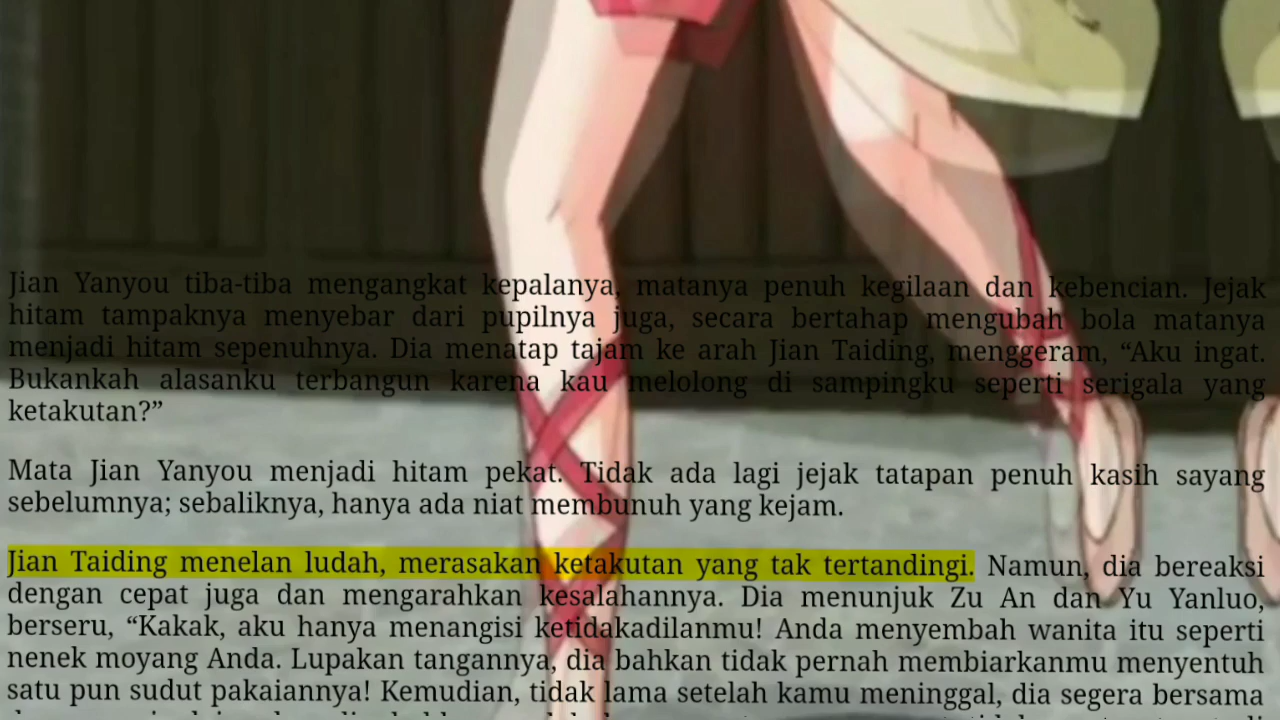 Jian Yanyou tiba-tiba mengangkat kepalanya, matanya penuh kegilaan dan kebencian. Jejak
hitam tampaknya menyebar dari pupilnya juga, secara bertahap mengubah bola matanya
menjadi hitam sepenuhnya. Dia menatap tajam ke arah Jian Taiding, menggeram, “Aku ingat.
Bukankah alasanku terbangun karena kau melolong di sampingku seperti serigala yang
ketakutan?”
Mata Jian Yanyou menjadi hitam pekat. Tidak ada lagi jejak tatapan penuh kasih sayang
sebelumnya; sebaliknya, hanya ada niat membunuh yang kejam.
Jian Taiding menelan ludah, merasakan ketakutan yang tak tertandingi. Namun, dia bereaksi
dengan cepat juga dan mengarahkan kesalahannya. Dia menunjuk Zu An dan Yu Yanluo,
berseru, “Kakak, aku hanya menangisi ketidakadilanmu! Anda menyembah wanita itu seperti
nenek moyang Anda. Lupakan tangannya, dia bahkan tidak pernah membiarkanmu menyentuh
satu pun sudut pakaiannya! Kemudian, tidak lama setelah kamu meninggal, dia segera bersama